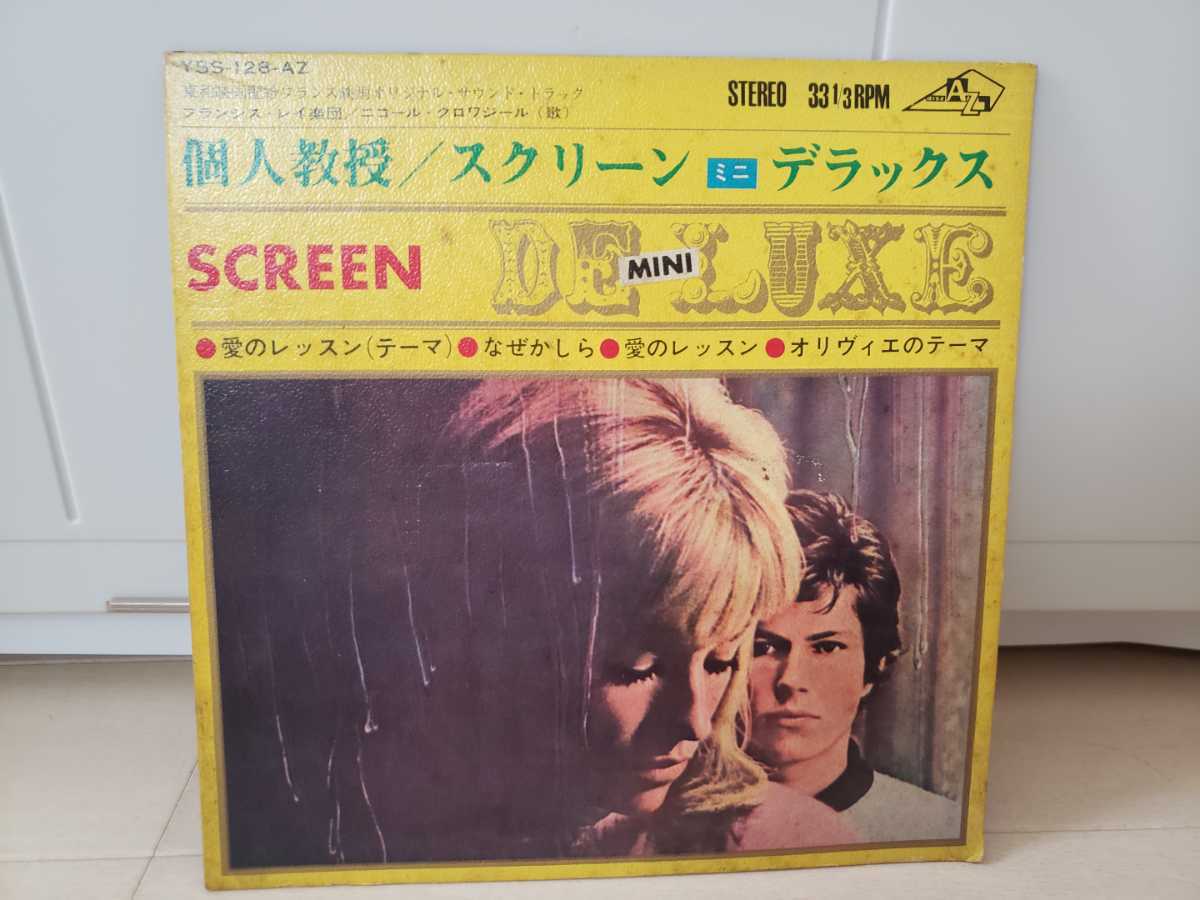 YSS-128-AZ
東和映画配給フランス映画オリジナル・サウンド・トラック
フランシス・レイ楽団/ニコール・クロワジール(歌)
STEREO 33 1/3 RPM
DISC AZ
個人教授/スクリーン ミニ デラックス
SCREEN DE MINI LUXE
●愛のレッスン(テーマ)●なぜかしら●愛のレッスン●オリヴィエのテーマ